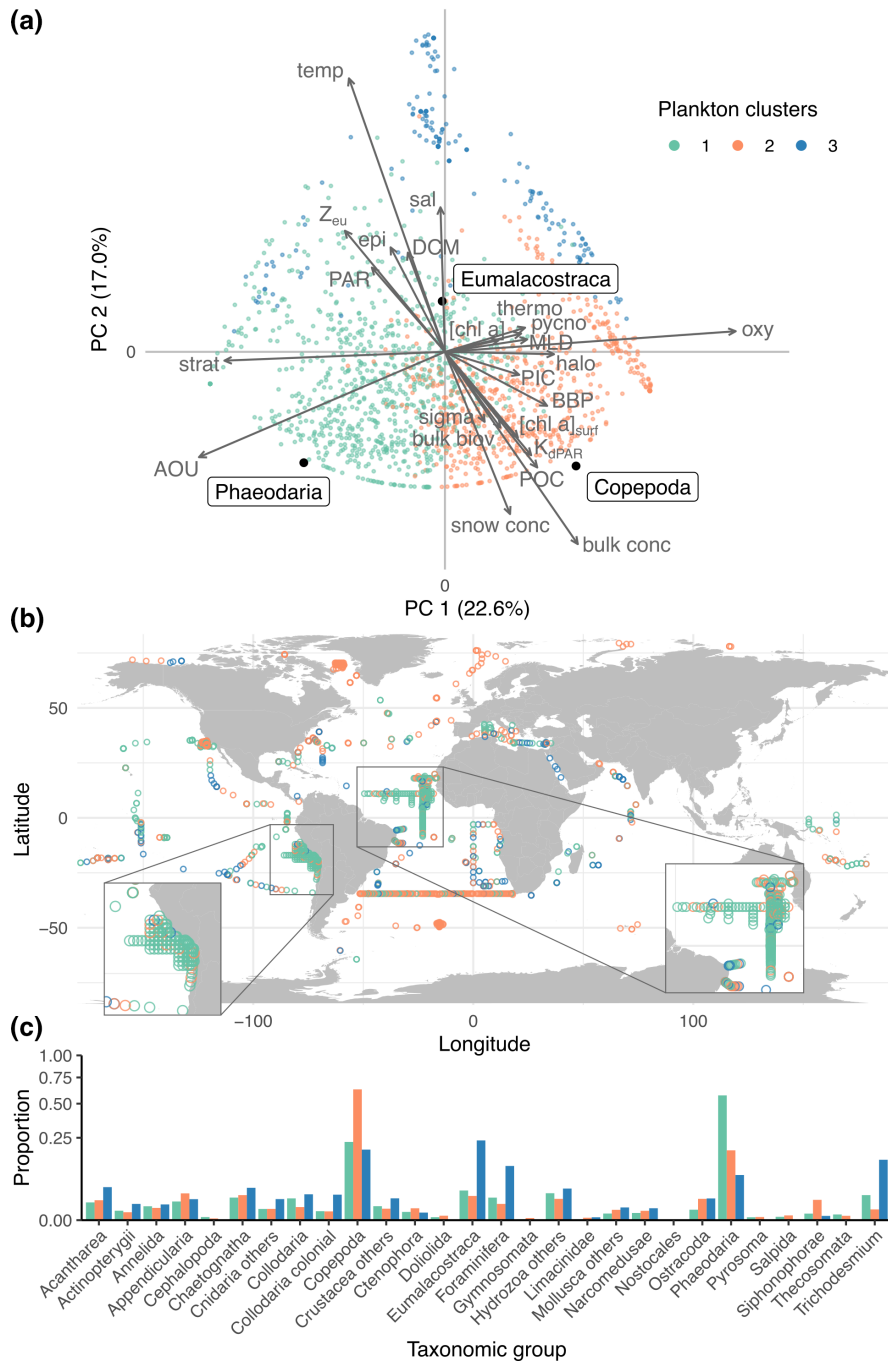 (a)
temp
Plankton clusters
1 2 3
sal
Z_eu
epi
DCM
PAR
Eumalacostraca
thermo
[chl a]
pycno
MLD
oxy
PC 2 (17.0%)
0
strat
halo
PIC
BBP
sigma
[chl a]_surf
bulk biov
K_dPAR
AOU
POC
Phaeodaria
Copepoda
snow conc
bulk conc
0
PC 1 (22.6%)
(b)
50
0
−50
Latitude
−100 0 100
Longitude
(c)
1.00
0.75
0.50
0.25
0.00
Proportion
Acantharea
Actinopterygii
Annelida
Appendicularia
Cephalopoda
Chaetognatha
Cnidaria others
Collodaria
Collodaria colonial
Copepoda
Crustacea others
Ctenophora
Doliolida
Eumalacostraca
Foraminifera
Gymnosomata
Hydrozoa others
Limacinidae
Mollusca others
Narcomedusae
Nostocales
Ostracoda
Phaeodaria
Pyrosoma
Salpida
Siphonophorae
Thecosomata
Trichodesmium
Taxonomic group